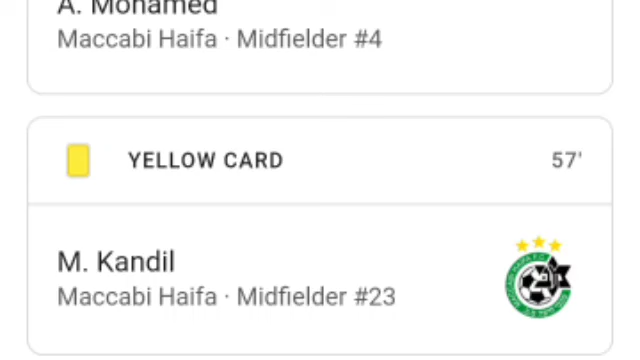 A. Mohamed
Maccabi Haifa · Midfielder #4
YELLOW CARD 57'
M. Kandil
Maccabi Haifa · Midfielder #23